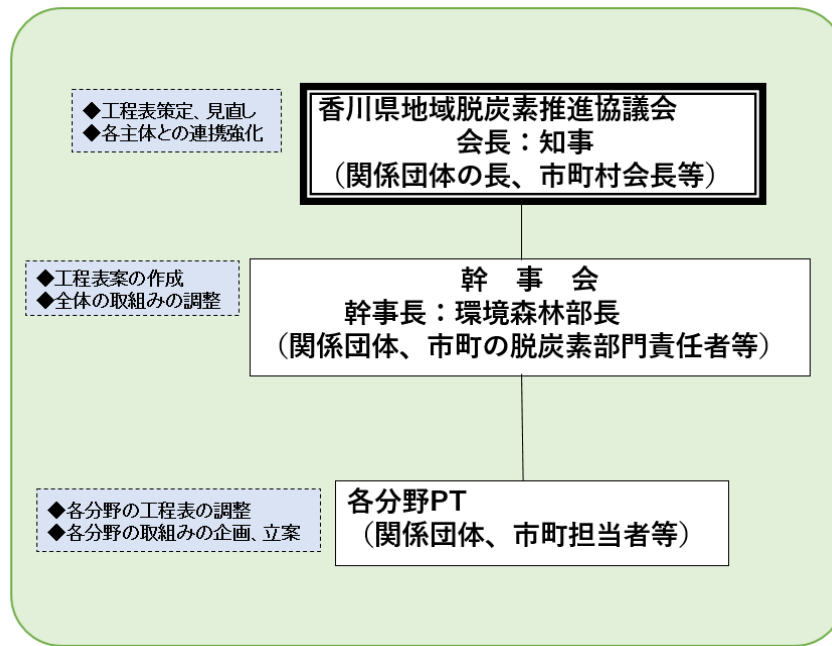 ◆工程表策定、見直し
◆各主体との連携強化
香川県地域脱炭素推進協議会
会長：知事
（関係団体の長、市町村会長等）
◆工程表案の作成
◆全体の取組みの調整
幹　事　会
幹事長：環境森林部長
（関係団体、市町の脱炭素部門責任者等）
◆各分野の工程表の調整
◆各分野の取組みの企画、立案
各分野PT
（関係団体、市町担当者等）